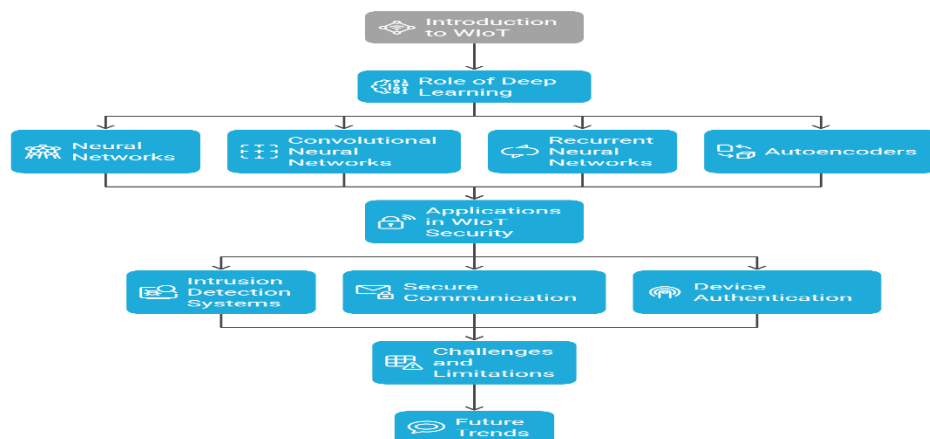 Introduction
to WIoT
Role of Deep
Learning
Neural
Networks
Convolutional
Neural
Networks
Recurrent
Neural
Networks
Autoencoders
Applications
in WIoT
Security
Intrusion
Detection
Systems
Secure
Communication
Device
Authentication
Challenges
and
Limitations
Future
Trends